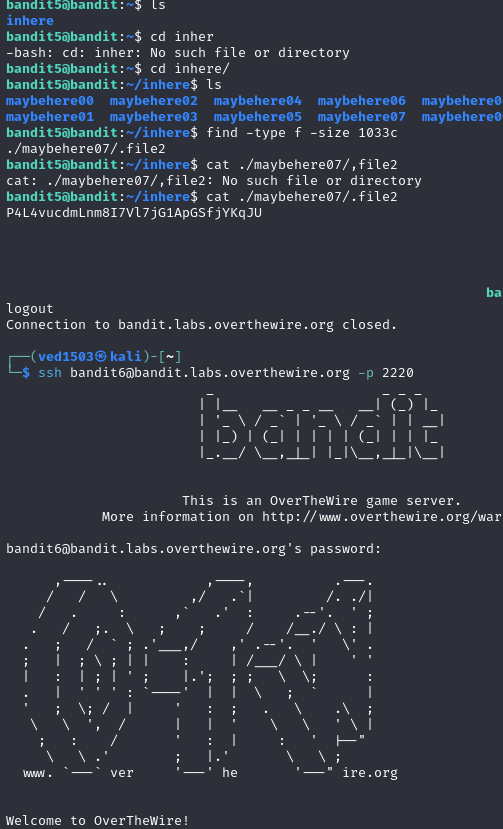 bandit5@bandit:~$ ls
inhere
bandit5@bandit:~$ cd inher
-bash: cd: inher: No such file or directory
bandit5@bandit:~$ cd inhere/
bandit5@bandit:~/inhere$ ls
maybehere00 maybehere02 maybehere04 maybehere06 maybehere0
maybehere01 maybehere03 maybehere05 maybehere07 maybehere0
bandit5@bandit:~/inhere$ find -type f -size 1033c
./maybehere07/.file2
bandit5@bandit:~/inhere$ cat ./maybehere07/,file2
cat: ./maybehere07/,file2: No such file or directory
bandit5@bandit:~/inhere$ cat ./maybehere07/.file2
P4L4vucdmLnm8I7Vl7jG1ApGSfjYKqJU
ba
logout
Connection to bandit.labs.overthewire.org closed.
┌──(ved1503㉿kali)-[~]
└─$ ssh bandit6@bandit.labs.overthewire.org -p 2220
bandit
This is an OverTheWire game server.
More information on http://www.overthewire.org/war
bandit6@bandit.labs.overthewire.org's password:
www. ver he ire.org
Welcome to OverTheWire!